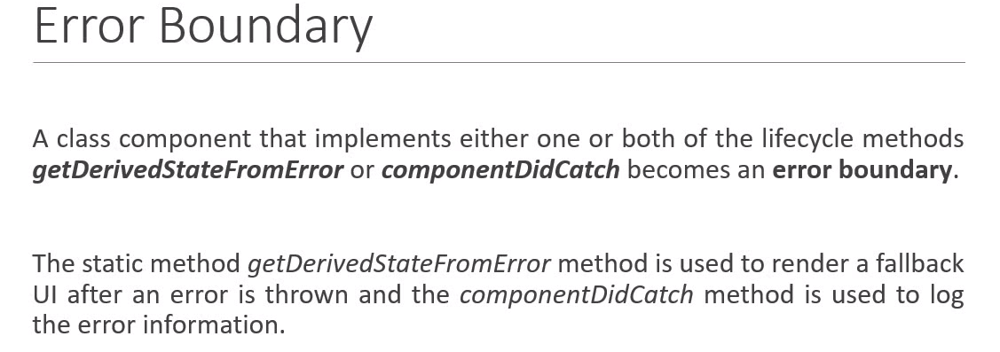 Error Boundary
A class component that implements either one or both of the lifecycle methods
getDerivedStateFromError or componentDidCatch becomes an error boundary.
The static method getDerivedStateFromError method is used to render a fallback
UI after an error is thrown and the componentDidCatch method is used to log
the error information.